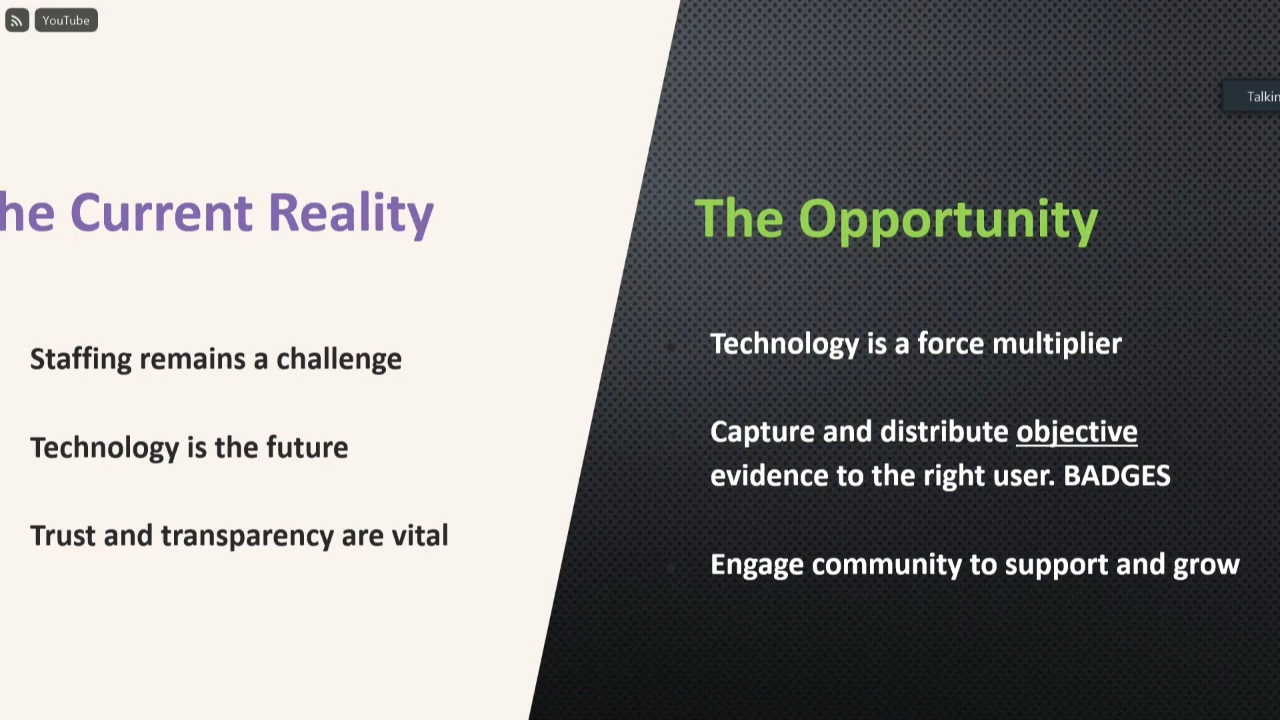 YouTube
Talkin
he Current Reality
The Opportunity
Staffing remains a challenge
Technology is the future
Trust and transparency are vital
Technology is a force multiplier
Capture and distribute objective
evidence to the right user. BADGES
Engage community to support and grow